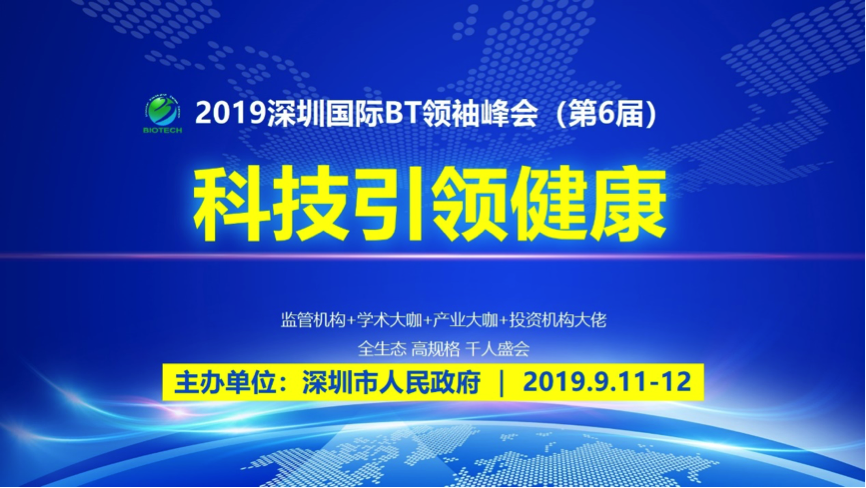 BIOTECH
2019深圳国际BT领袖峰会（第6届）
科技引领健康
监管机构+学术大咖+产业大咖+投资机构大佬
全生态 高规格 千人盛会
主办单位：深圳市人民政府 ｜ 2019.9.11-12